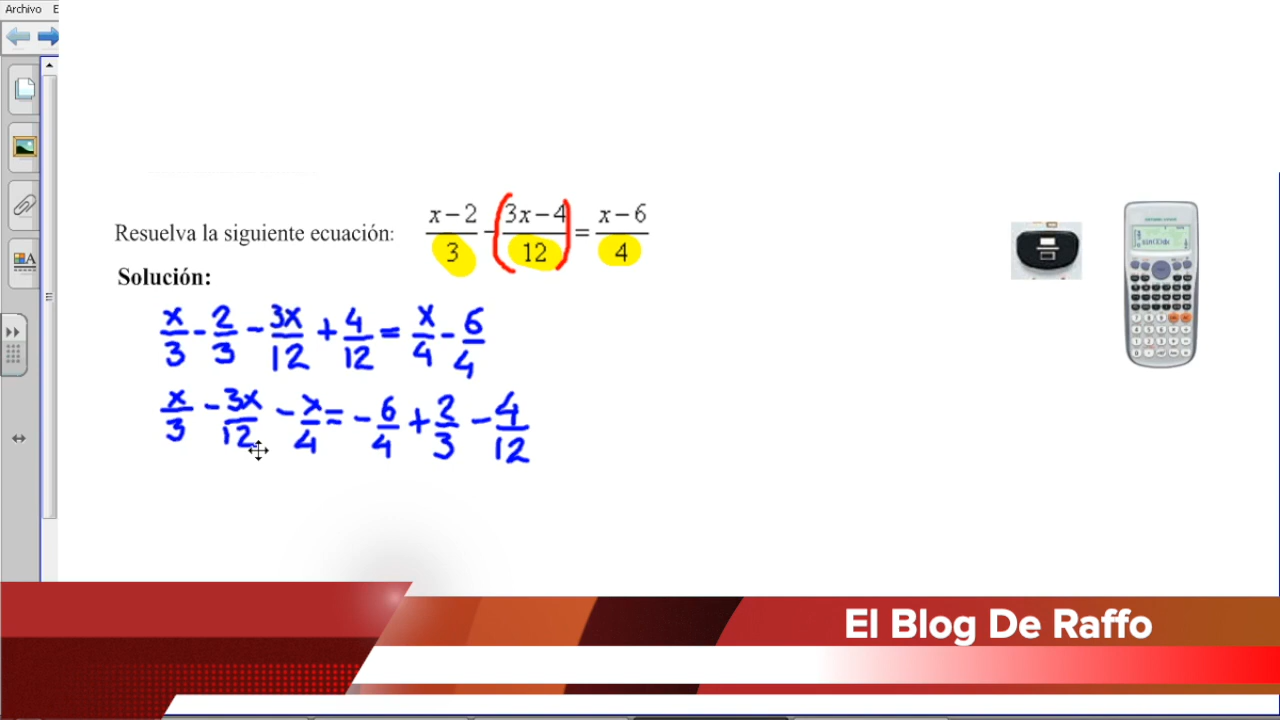 Archivo E
Resuelva la siguiente ecuación: (x−2)/3 − (3x−4)/12 = (x−6)/4
Solución:
x/3 − 2/3 − 3x/12 + 4/12 = x/4 − 6/4
x/3 − 3x/12 − x/4 = −6/4 + 2/3 − 4/12
El Blog De Raffo